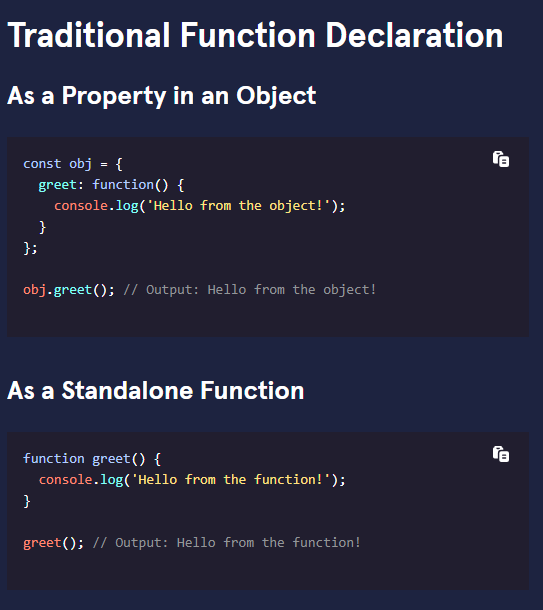 Traditional Function Declaration
As a Property in an Object
const obj = {
  greet: function() {
    console.log('Hello from the object!');
  }
};
obj.greet(); // Output: Hello from the object!
As a Standalone Function
function greet() {
  console.log('Hello from the function!');
}
greet(); // Output: Hello from the function!